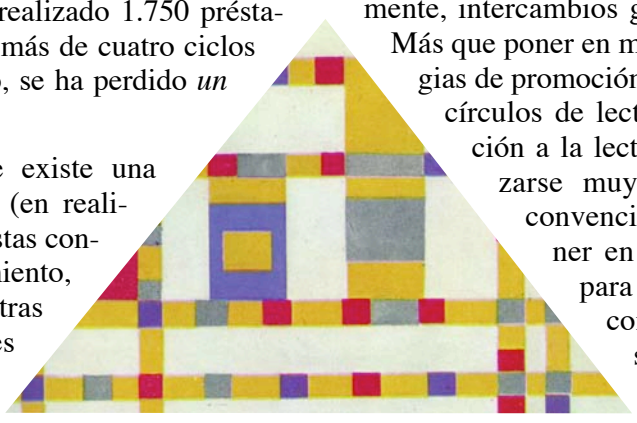 realizado 1.750 présta-
más de cuatro ciclos
, se ha perdido un
existe una
(en reali-
stas con-
iento,
tras
es
mente, intercambios g
Más que poner en m
gias de promoción
círculos de lect
ción a la lect
zarse muy
convenci
ner en
para
co
s